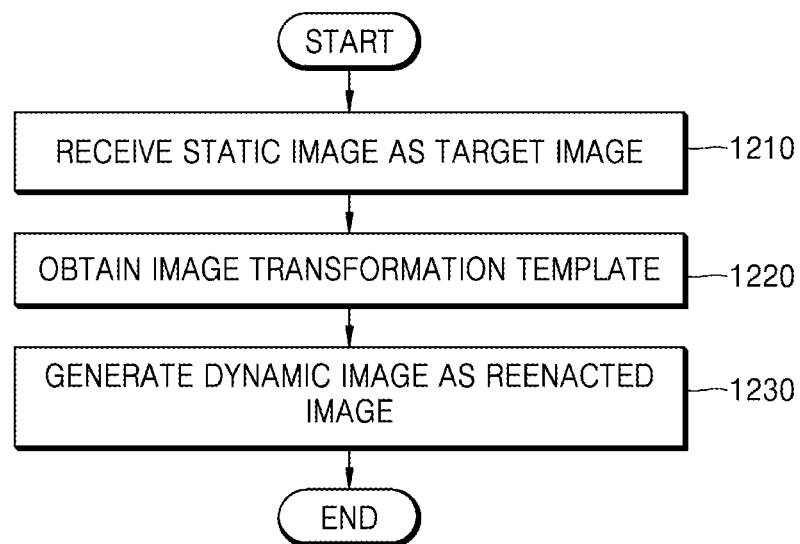 START
RECEIVE STATIC IMAGE AS TARGET IMAGE
1210
OBTAIN IMAGE TRANSFORMATION TEMPLATE
1220
GENERATE DYNAMIC IMAGE AS REENACTED
IMAGE
1230
END